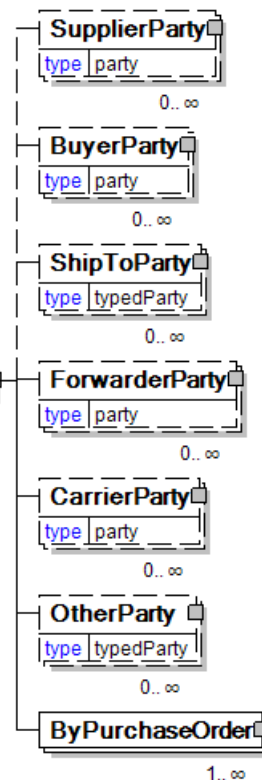 SupplierParty
type party
0.. ∞
BuyerParty
type party
0.. ∞
ShipToParty
type typedParty
0.. ∞
ForwarderParty
type party
0.. ∞
CarrierParty
type party
0.. ∞
OtherParty
type typedParty
0.. ∞
ByPurchaseOrder
1.. ∞